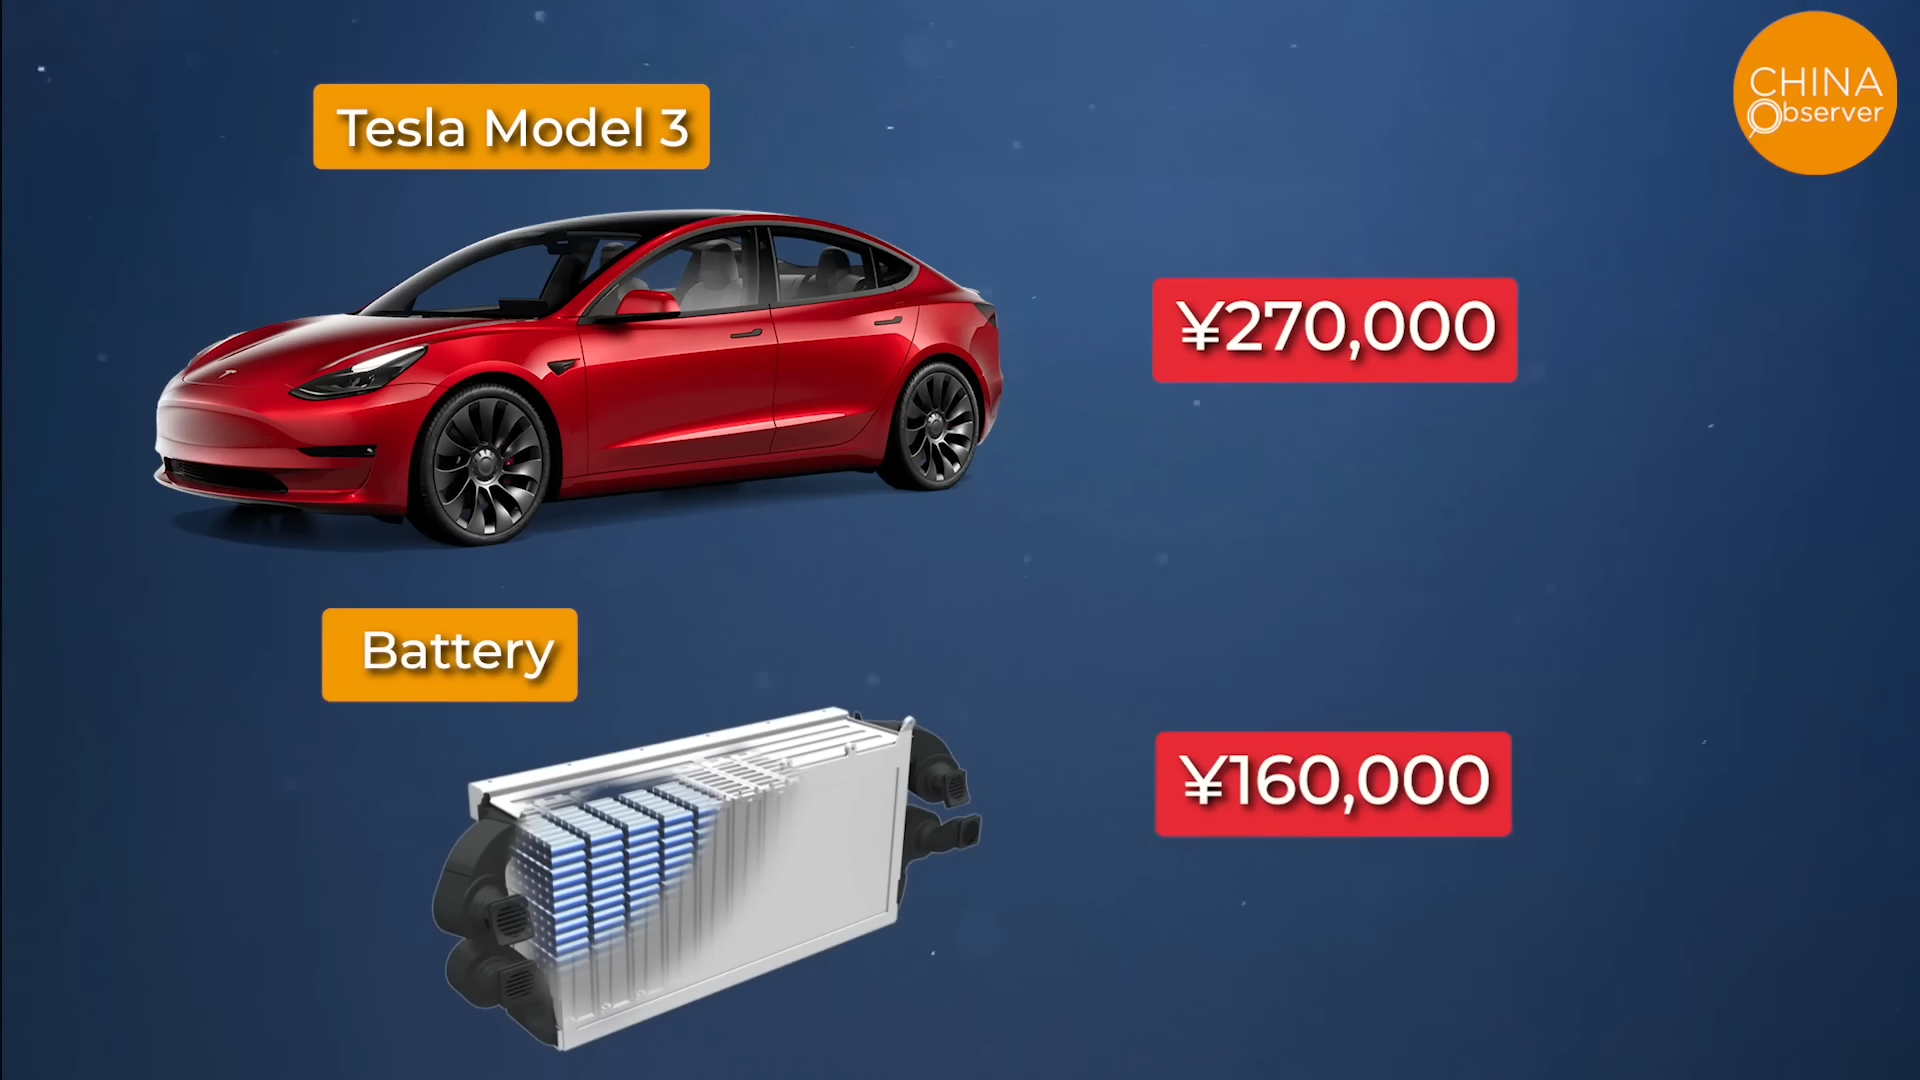 CHINA
Observer
Tesla Model 3
¥270,000
Battery
¥160,000